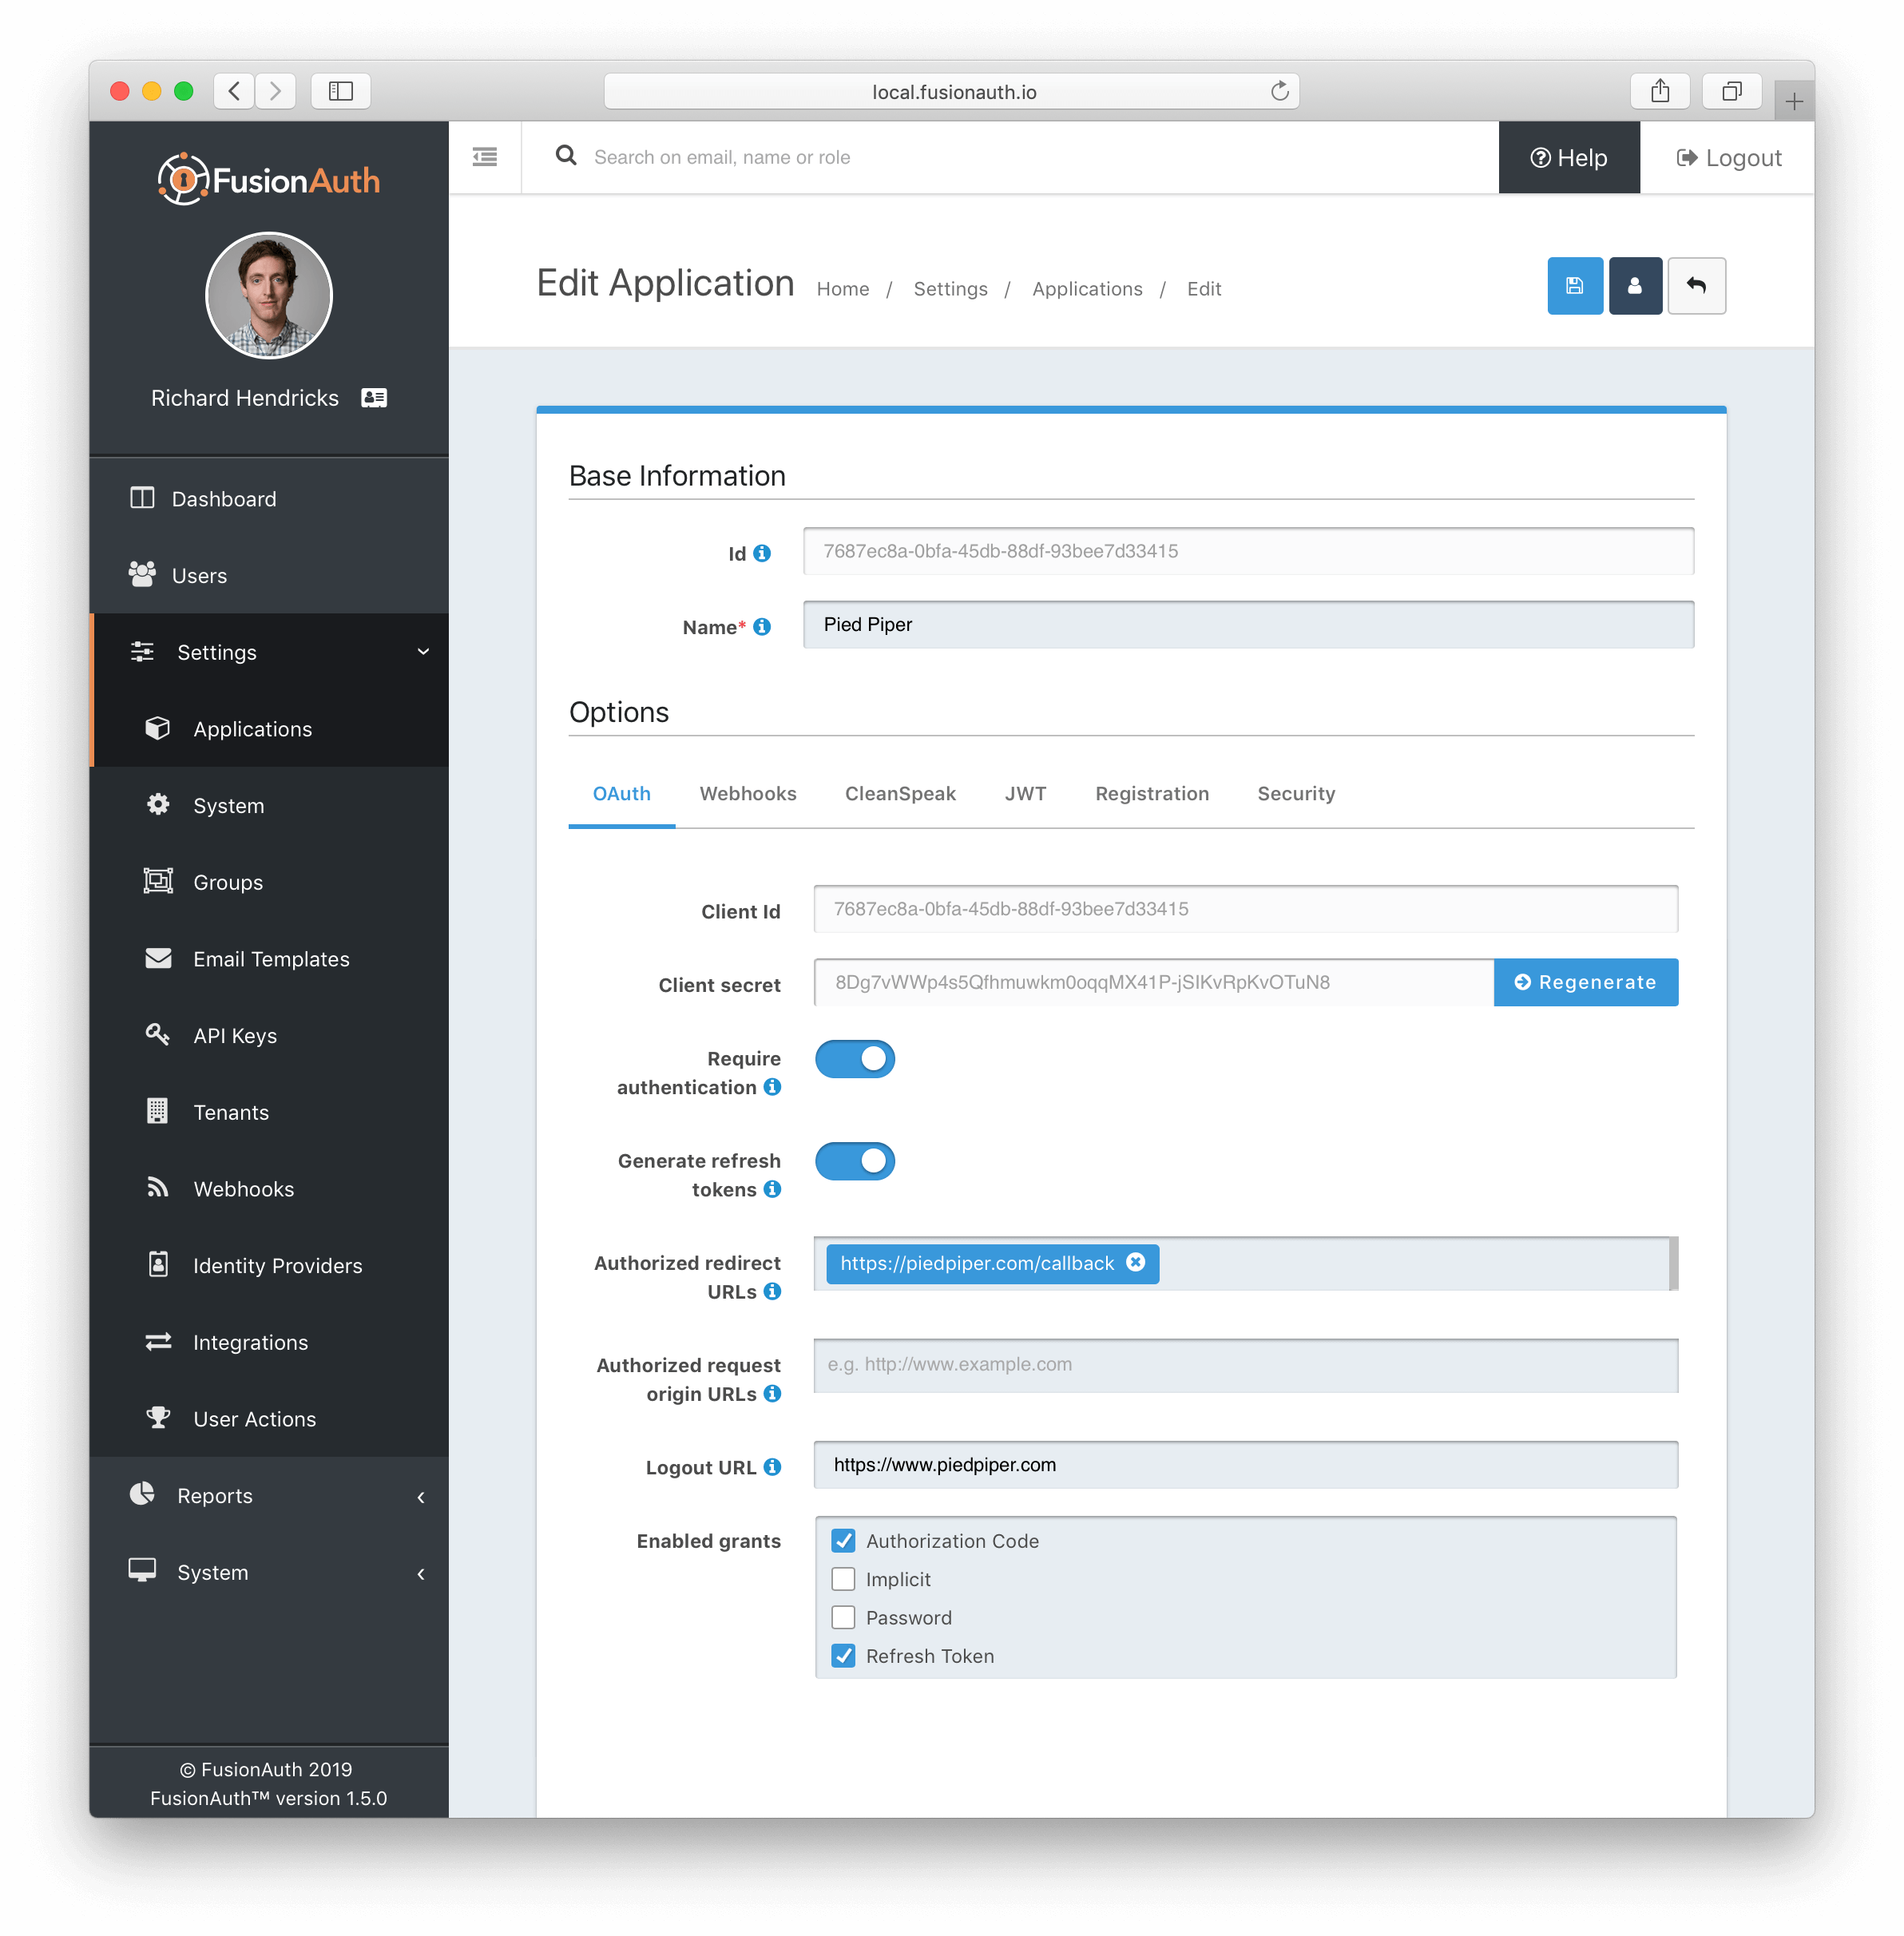 local.fusionauth.io
FusionAuth
Search on email, name or role
Help
Logout
Edit Application
Home / Settings / Applications / Edit
Richard Hendricks
Dashboard
Users
Settings
Applications
System
Groups
Email Templates
API Keys
Tenants
Webhooks
Identity Providers
Integrations
User Actions
Reports
System
© FusionAuth 2019
FusionAuth™ version 1.5.0
Base Information
Id
7687ec8a-0bfa-45db-88df-93bee7d33415
Name*
Pied Piper
Options
OAuth Webhooks CleanSpeak JWT Registration Security
Client Id
7687ec8a-0bfa-45db-88df-93bee7d33415
Client secret
8Dg7vWWp4s5Qfhmuwkm0oqqMX41P-jSIKvRpKvOTuN8
Regenerate
Require
authentication
Generate refresh
tokens
Authorized redirect
URLs
https://piedpiper.com/callback
Authorized request
origin URLs
e.g. http://www.example.com
Logout URL
https://www.piedpiper.com
Enabled grants
Authorization Code
Implicit
Password
Refresh Token